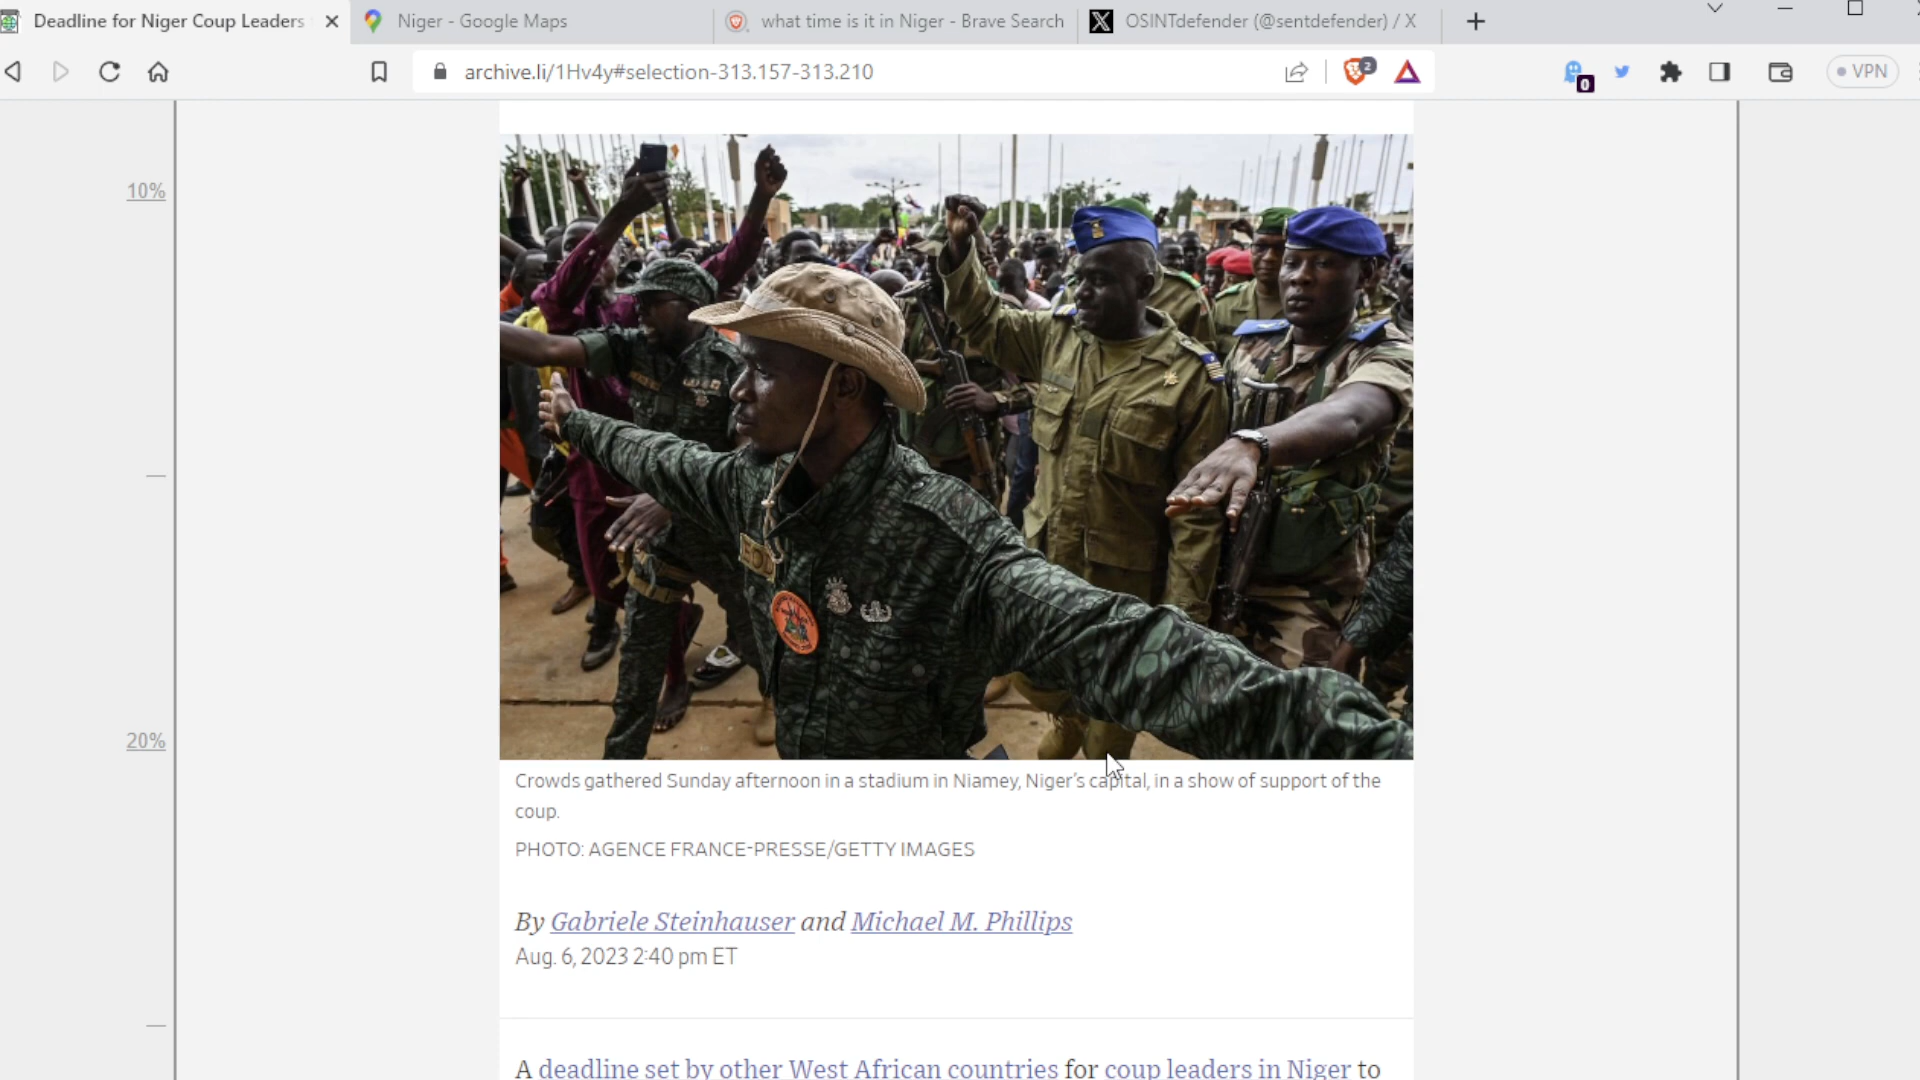 Deadline for Niger Coup Leaders
Niger - Google Maps
what time is it in Niger - Brave Search
OSINTdefender (@sentdefender) / X
archive.li/1Hv4y#selection-313.157-313.210
2
0
VPN
10%
EOD
20%
Crowds gathered Sunday afternoon in a stadium in Niamey, Niger's capital, in a show of support of the
coup.
PHOTO: AGENCE FRANCE-PRESSE/GETTY IMAGES
By Gabriele Steinhauser and Michael M. Phillips
Aug. 6, 2023 2:40 pm ET
A deadline set by other West African countries for coup leaders in Niger to